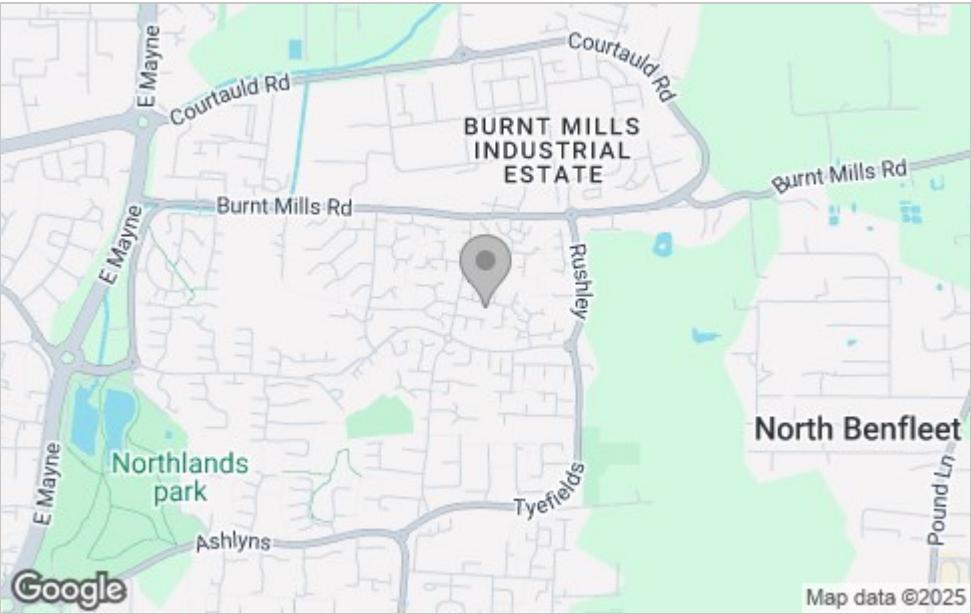 E Mayne
Courtauld Rd
Courtauld Rd
BURNT MILLS
INDUSTRIAL
ESTATE
Burnt Mills Rd
Burnt Mills Rd
E Mayne
Rushley
North Benfleet
Northlands
park
E Mayne
Tyefields
Pound Ln
Ashlyns
Google
Map data ©2025